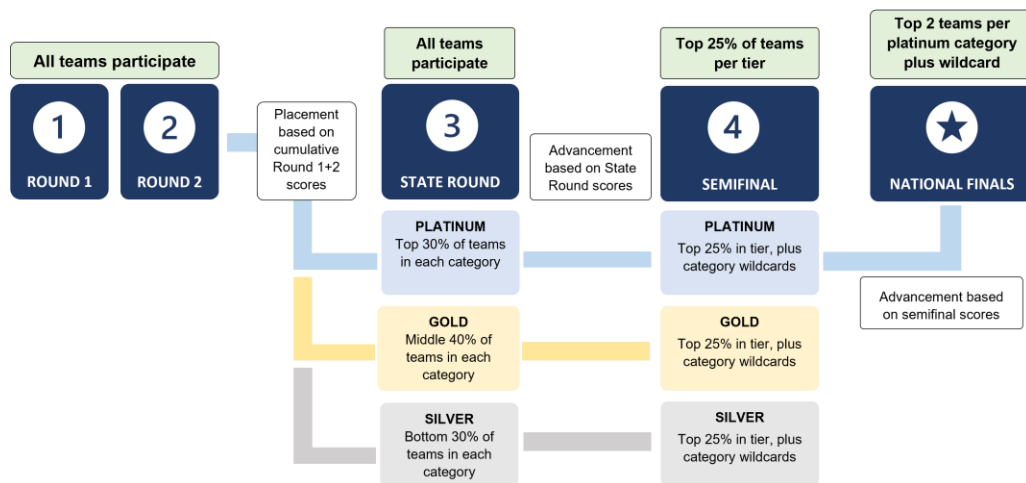 All teams participate
All teams
participate
Top 25% of teams
per tier
Top 2 teams per
platinum category
plus wildcard
1
ROUND 1
2
ROUND 2
Placement
based on
cumulative
Round 1+2
scores
3
STATE ROUND
Advancement
based on State
Round scores
4
SEMIFINAL
NATIONAL FINALS
PLATINUM
Top 30% of teams
in each category
PLATINUM
Top 25% in tier, plus
category wildcards
Advancement based
on semifinal scores
GOLD
Middle 40% of
teams in each
category
GOLD
Top 25% in tier, plus
category wildcards
SILVER
Bottom 30% of
teams in each
category
SILVER
Top 25% in tier, plus
category wildcards